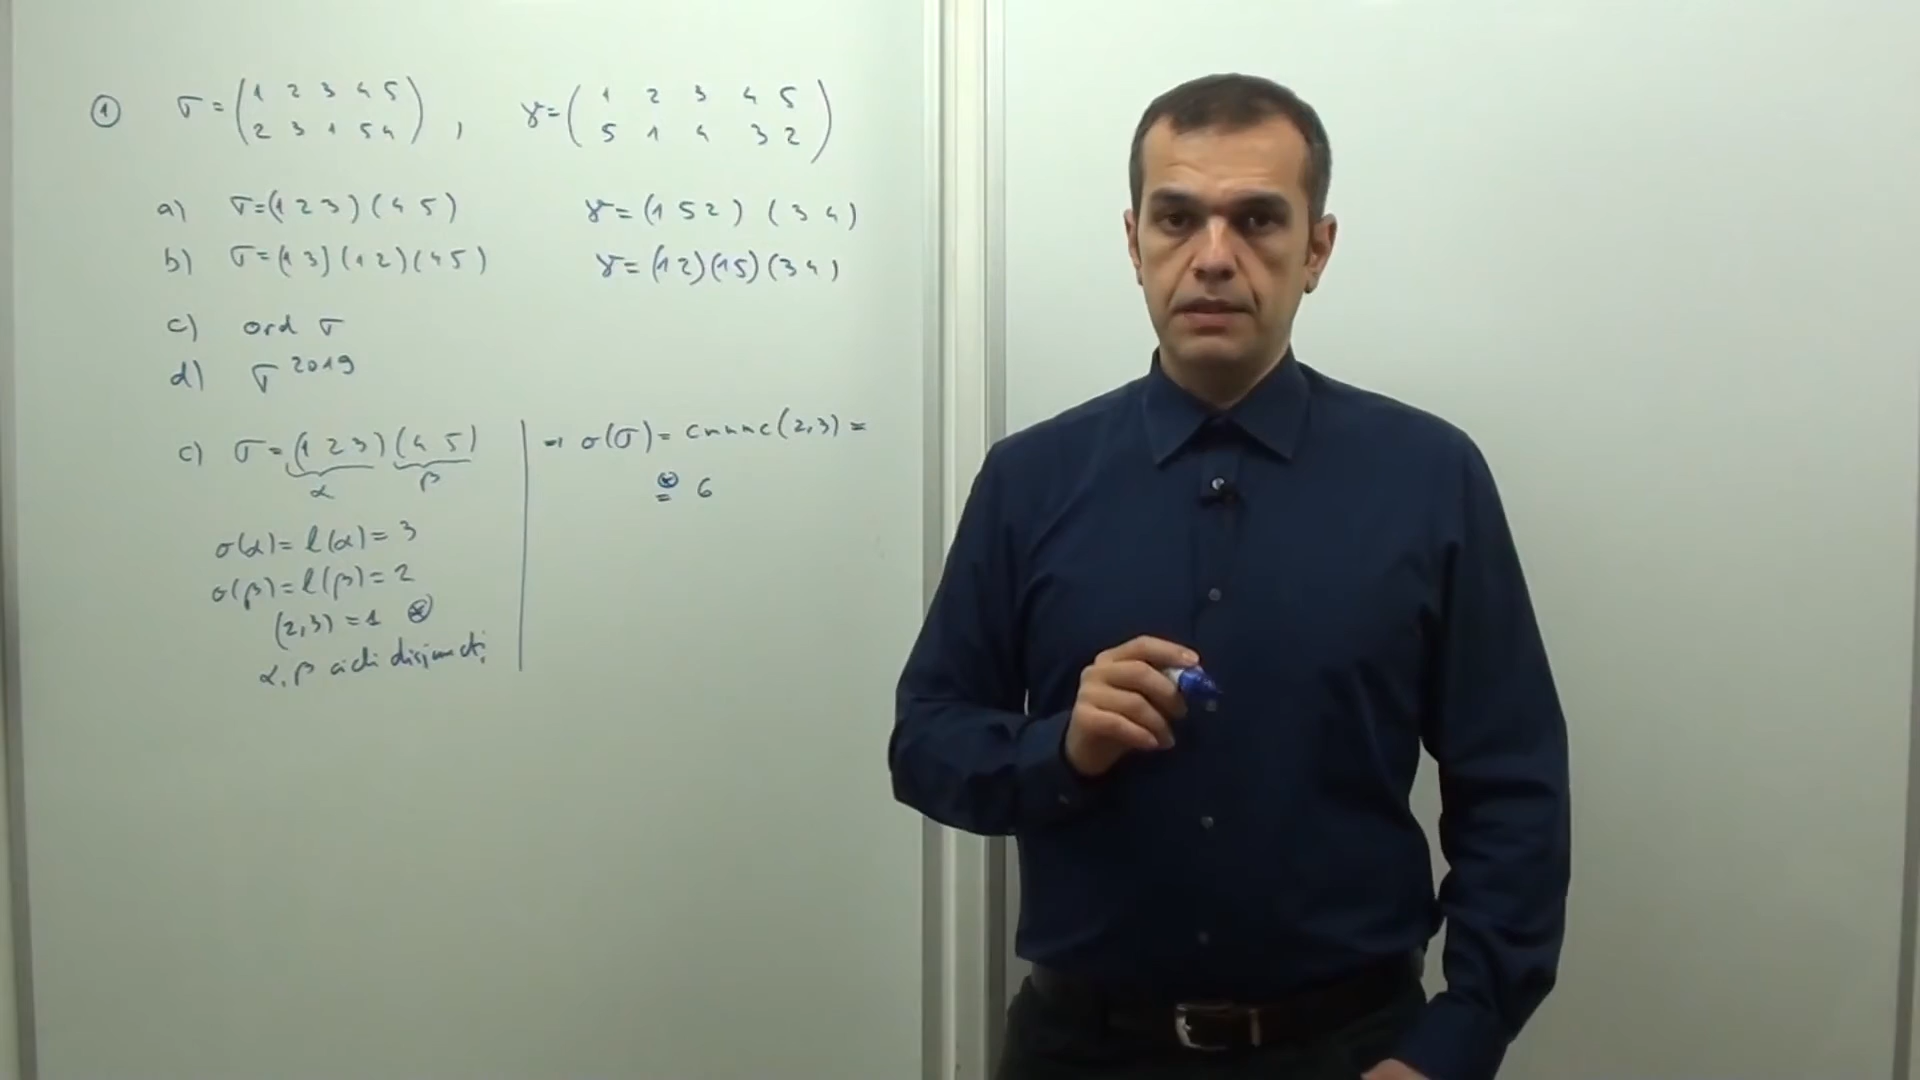 ① σ = (1 2 3 4 5 / 2 3 1 5 4), γ = (1 2 3 4 5 / 5 1 4 3 2)
a) σ = (1 2 3)(4 5) γ = (1 5 2) (3 4)
b) σ = (1 3)(1 2)(4 5) γ = (1 2)(1 5)(3 4)
c) ord σ
d) σ^2019
c) σ = (1 2 3)(4 5)
α β
o(α) = l(α) = 3
o(β) = l(β) = 2
(2,3) = 1 ⊛
α, β cicli disjuncti
⇒ o(σ) = cmmmc(2,3) =
⊛
= 6